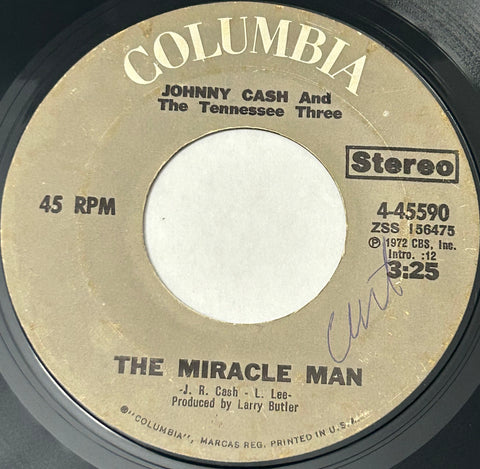 COLUMBIA
JOHNNY CASH And
The Tennessee Three
Stereo
45 RPM
4-45590
ZSS 156475
Ⓟ 1972 CBS, Inc.
Intro. :12
3:25
curt
THE MIRACLE MAN
-J. R. Cash - L. Lee-
Produced by Larry Butler
®"COLUMBIA", MARCAS REG. PRINTED IN U.S.A.